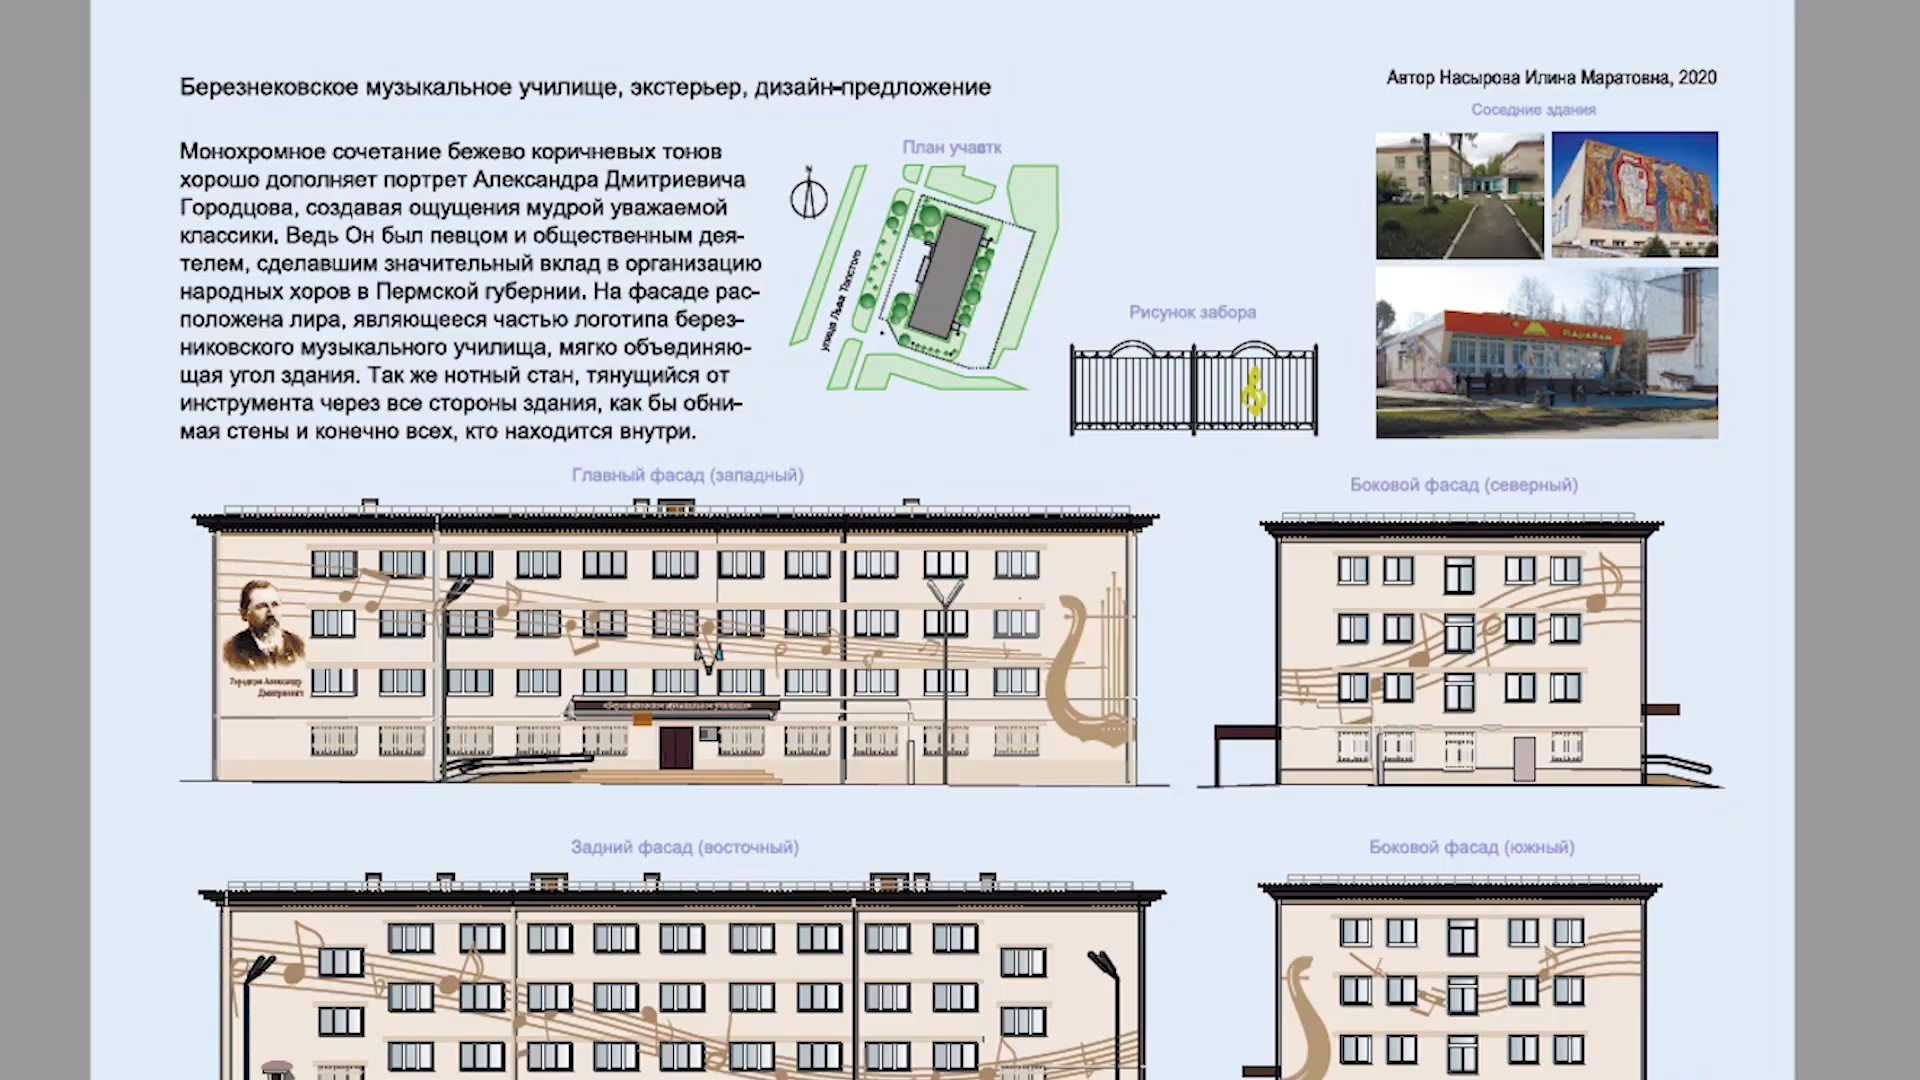 Березнековское музыкальное училище, экстерьер, дизайн-предложение
Автор Насырова Илина Маратовна, 2020
Соседние здания
Монохромное сочетание бежево коричневых тонов
хорошо дополняет портрет Александра Дмитриевича
Городцова, создавая ощущения мудрой уважаемой
классики. Ведь Он был певцом и общественным дея-
телем, сделавшим значительный вклад в организацию
народных хоров в Пермской губернии. На фасаде рас-
положена лира, являющееся частью логотипа берез-
никовского музыкального училища, мягко объединяю-
щая угол здания. Так же нотный стан, тянущийся от
инструмента через все стороны здания, как бы обни-
мая стены и конечно всех, кто находится внутри.
План учавтк
N
улица Льва Толстого
Рисунок забора
Караван
Главный фасад (западный)
Боковой фасад (северный)
Городцов Александр
Дмитриевич
Задний фасад (восточный)
Боковой фасад (южный)